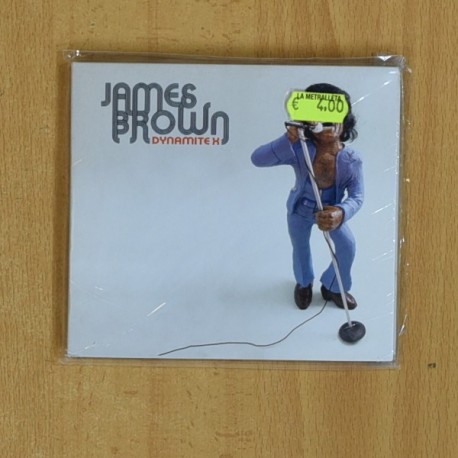 JAMES
BROWN
DYNAMITE X
LA METRALLETA
€ 4,00